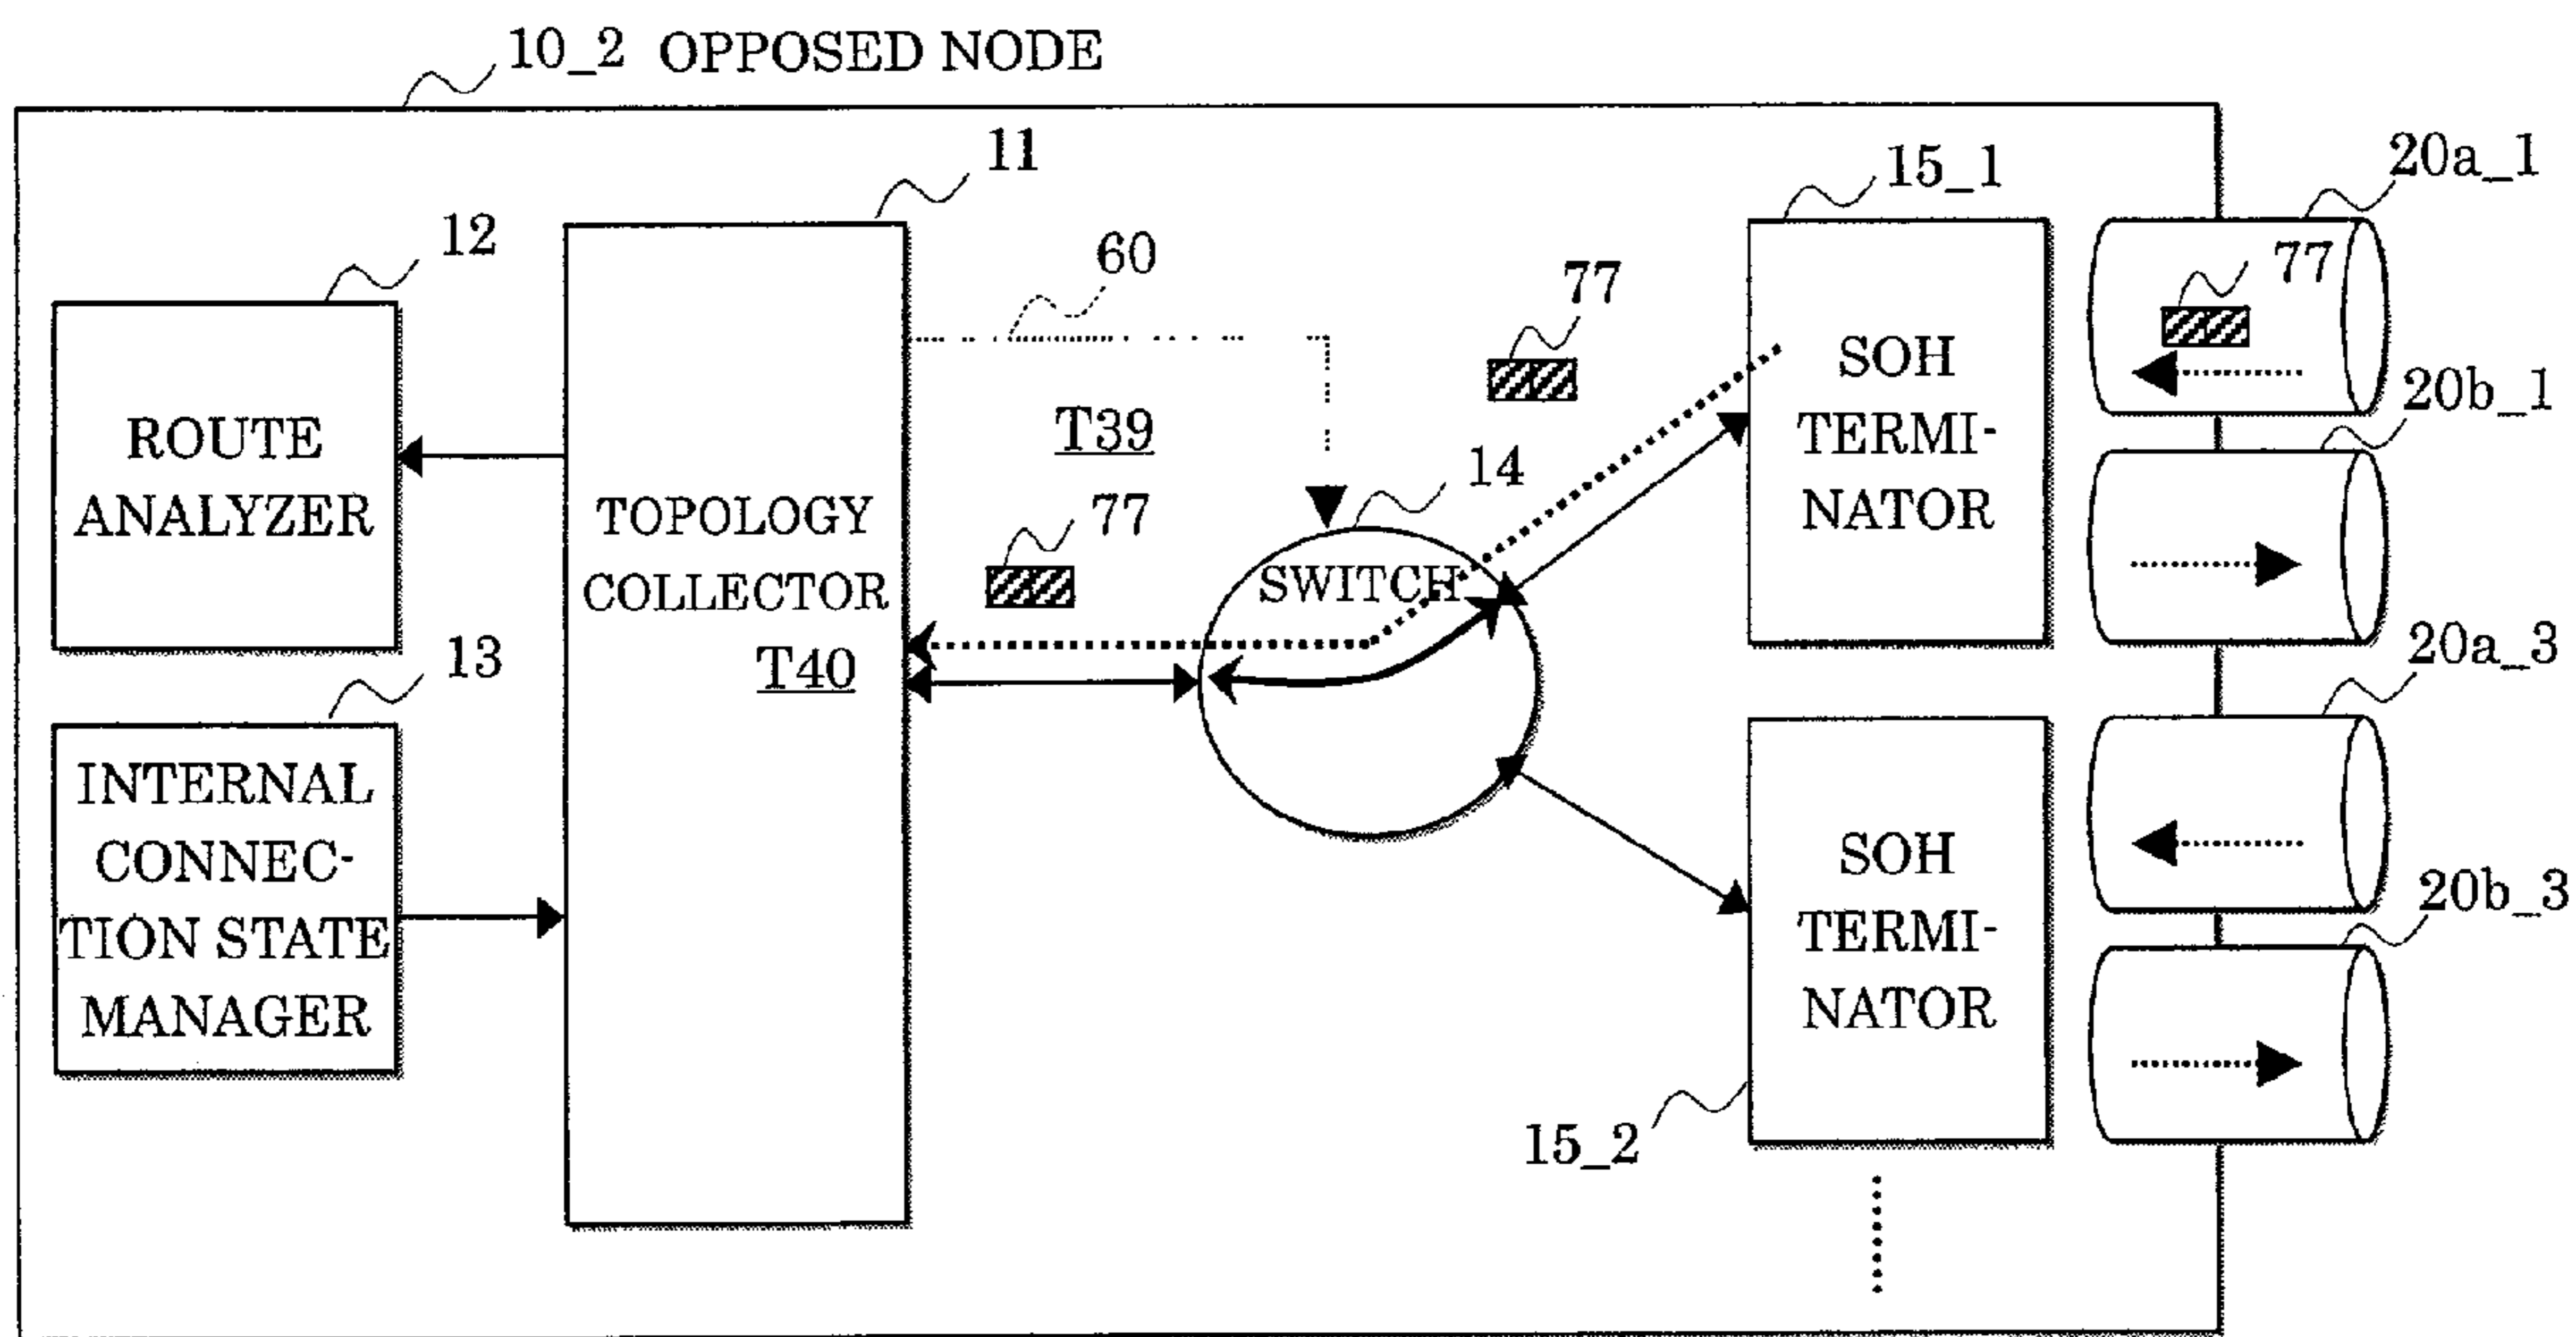 10_2 OPPOSED NODE
11
12
13
60
T39
77
77
77
14
15_1
20a_1
20b_1
20a_3
20b_3
15_2
ROUTE
ANALYZER
INTERNAL
CONNEC-
TION STATE
MANAGER
TOPOLOGY
COLLECTOR
T40
SWITCH
SOH
TERMI-
NATOR
SOH
TERMI-
NATOR